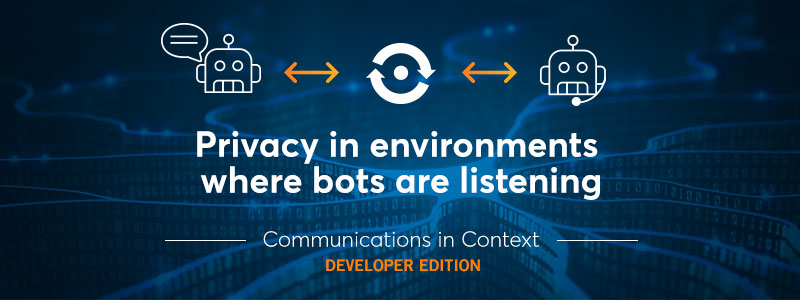 Privacy in environments
where bots are listening
Communications in Context
DEVELOPER EDITION